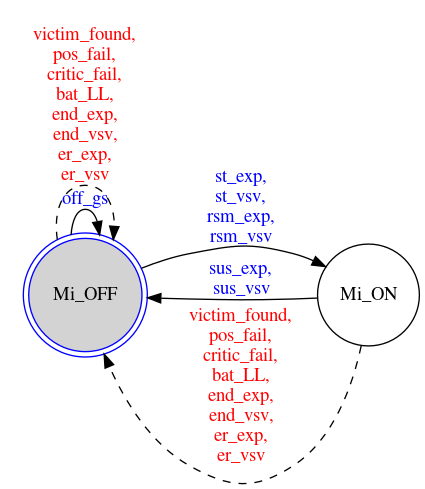 victim_found,
pos_fail,
critic_fail,
bat_LL,
end_exp,
end_vsv,
er_exp,
er_vsv
off_gs
st_exp,
st_vsv,
rsm_exp,
rsm_vsv
sus_exp,
sus_vsv
Mi_OFF
Mi_ON
victim_found,
pos_fail,
critic_fail,
bat_LL,
end_exp,
end_vsv,
er_exp,
er_vsv